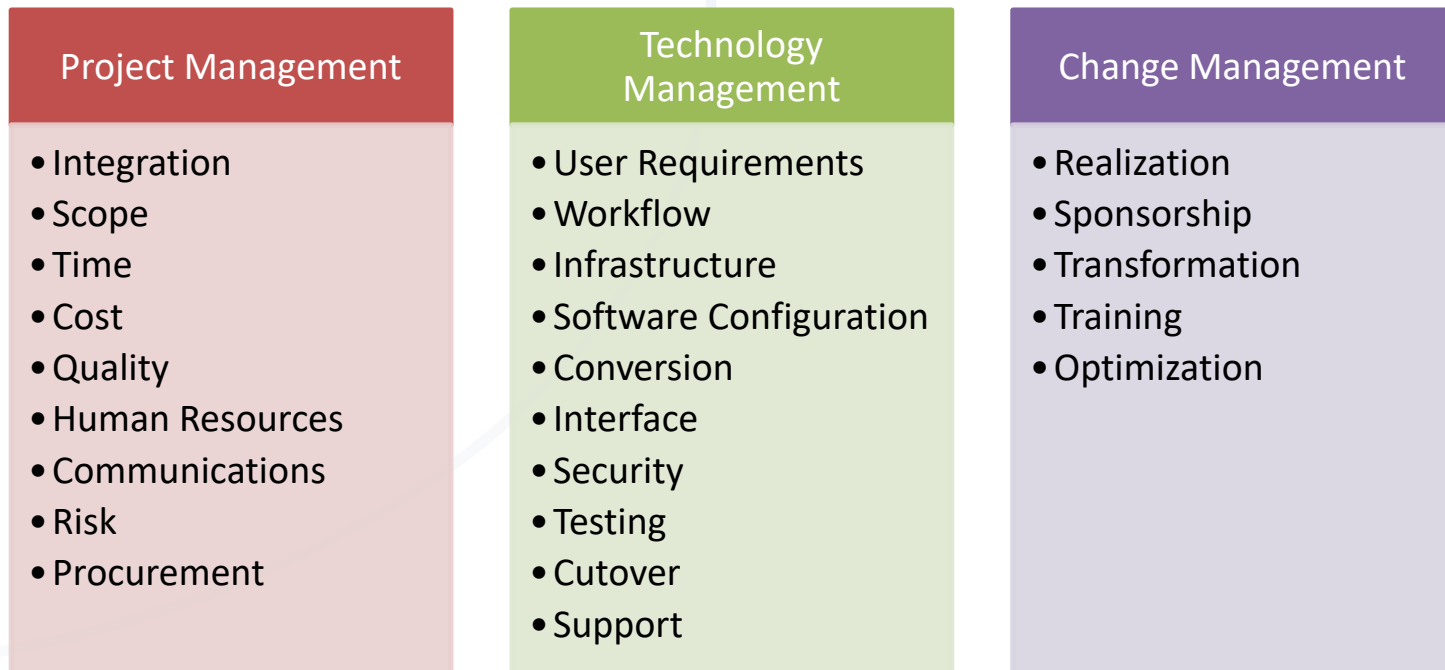 Project Management
• Integration
• Scope
• Time
• Cost
• Quality
• Human Resources
• Communications
• Risk
• Procurement
Technology
Management
• User Requirements
• Workflow
• Infrastructure
• Software Configuration
• Conversion
• Interface
• Security
• Testing
• Cutover
• Support
Change Management
• Realization
• Sponsorship
• Transformation
• Training
• Optimization